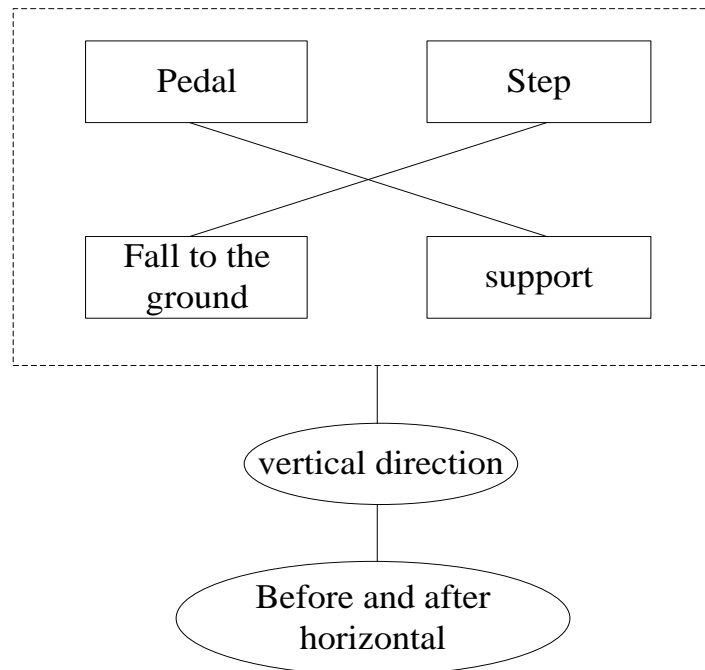 Pedal
Step
Fall to the
ground
support
vertical direction
Before and after
horizontal